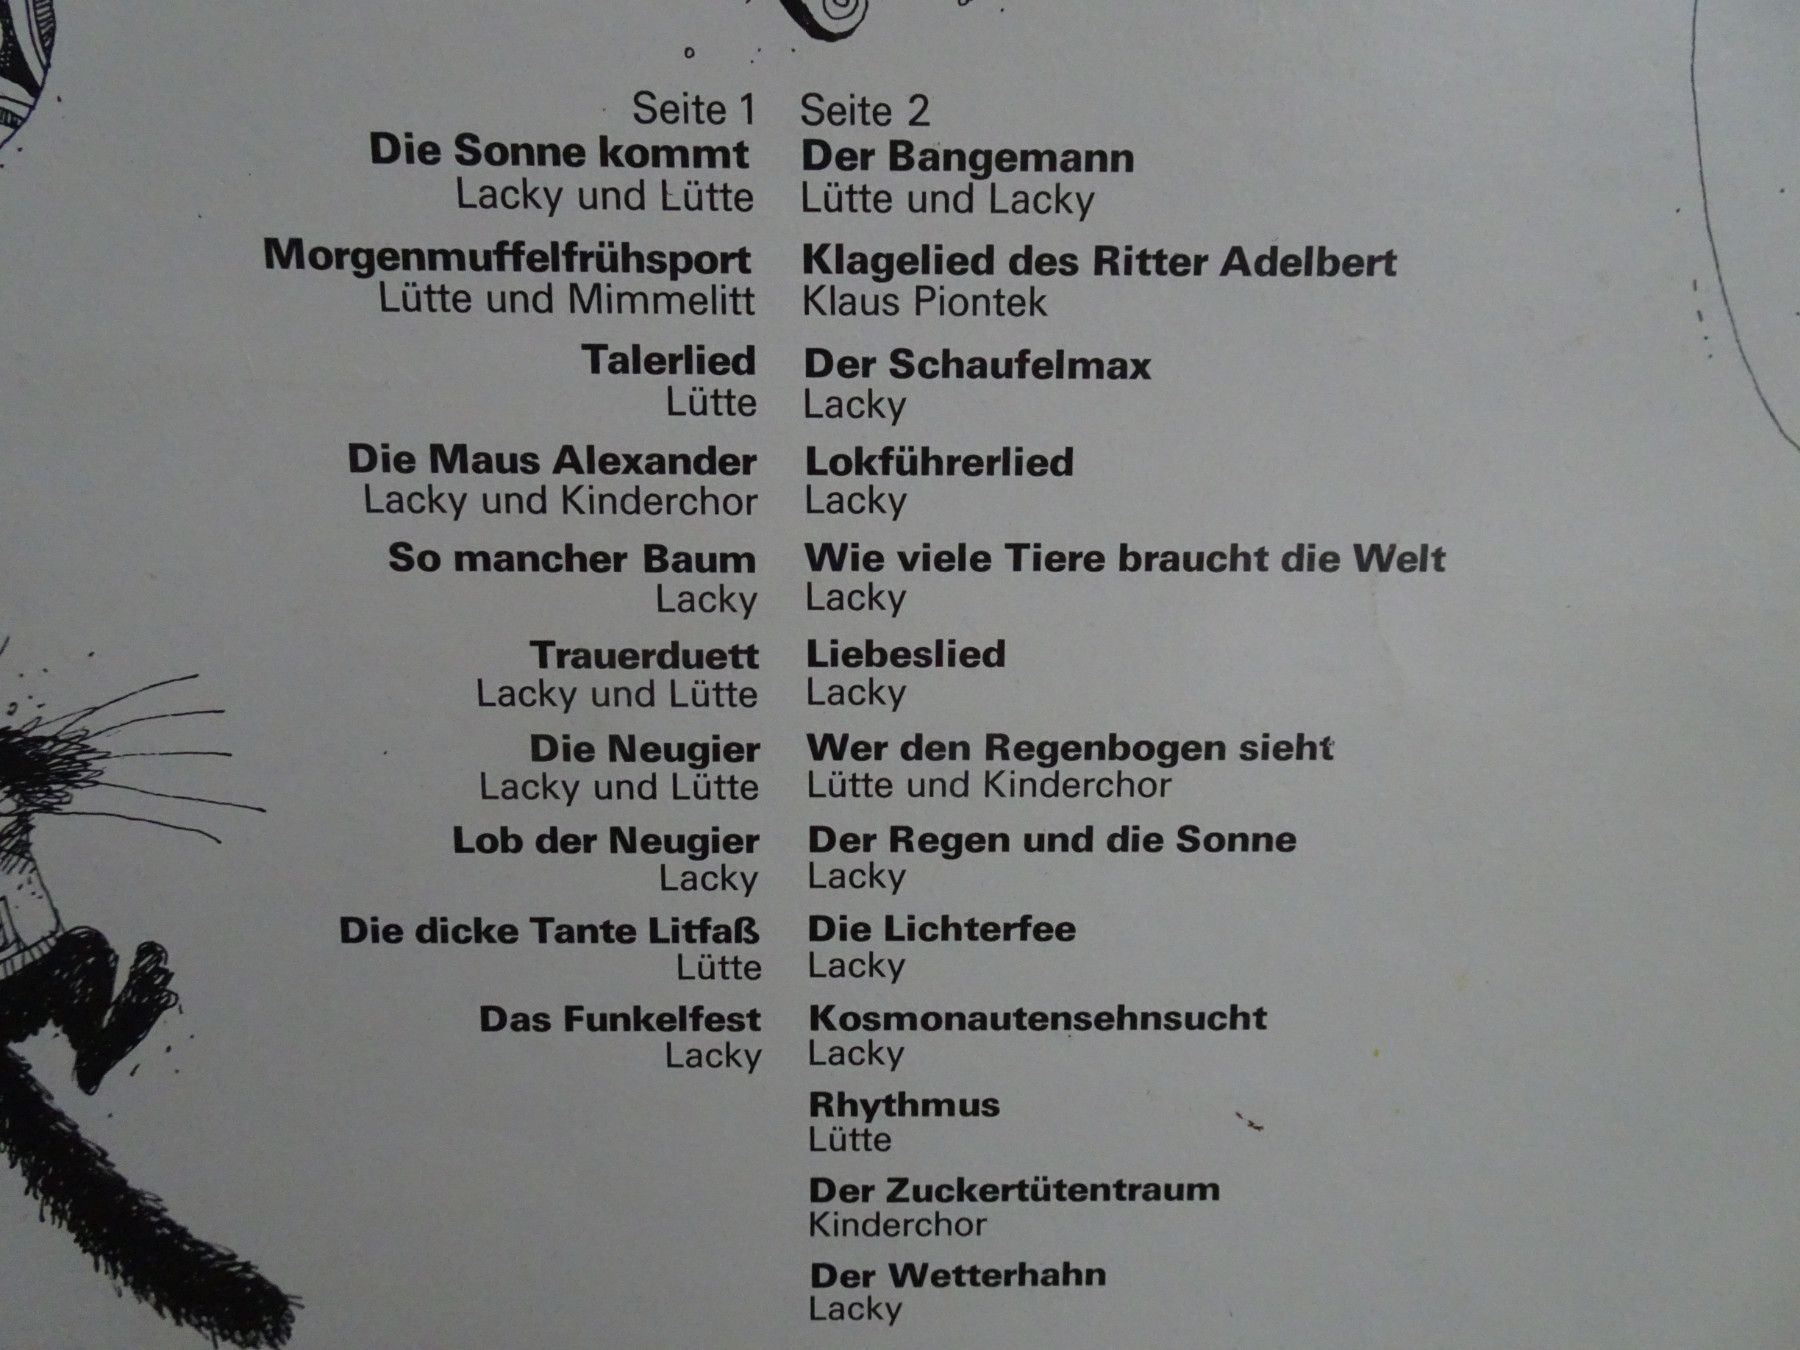 Seite 1
Die Sonne kommt
Lacky und Lütte
Morgenmuffelfrühsport
Lütte und Mimmelitt
Talerlied
Lütte
Die Maus Alexander
Lacky und Kinderchor
So mancher Baum
Lacky
Trauerduett
Lacky und Lütte
Die Neugier
Lacky und Lütte
Lob der Neugier
Lacky
Die dicke Tante Litfaß
Lütte
Das Funkelfest
Lacky
Seite 2
Der Bangemann
Lütte und Lacky
Klagelied des Ritter Adelbert
Klaus Piontek
Der Schaufelmax
Lacky
Lokführerlied
Lacky
Wie viele Tiere braucht die Welt
Lacky
Liebeslied
Lacky
Wer den Regenbogen sieht
Lütte und Kinderchor
Der Regen und die Sonne
Lacky
Die Lichterfee
Lacky
Kosmonautensehnsucht
Lacky
Rhythmus
Lütte
Der Zuckertütentraum
Kinderchor
Der Wetterhahn
Lacky